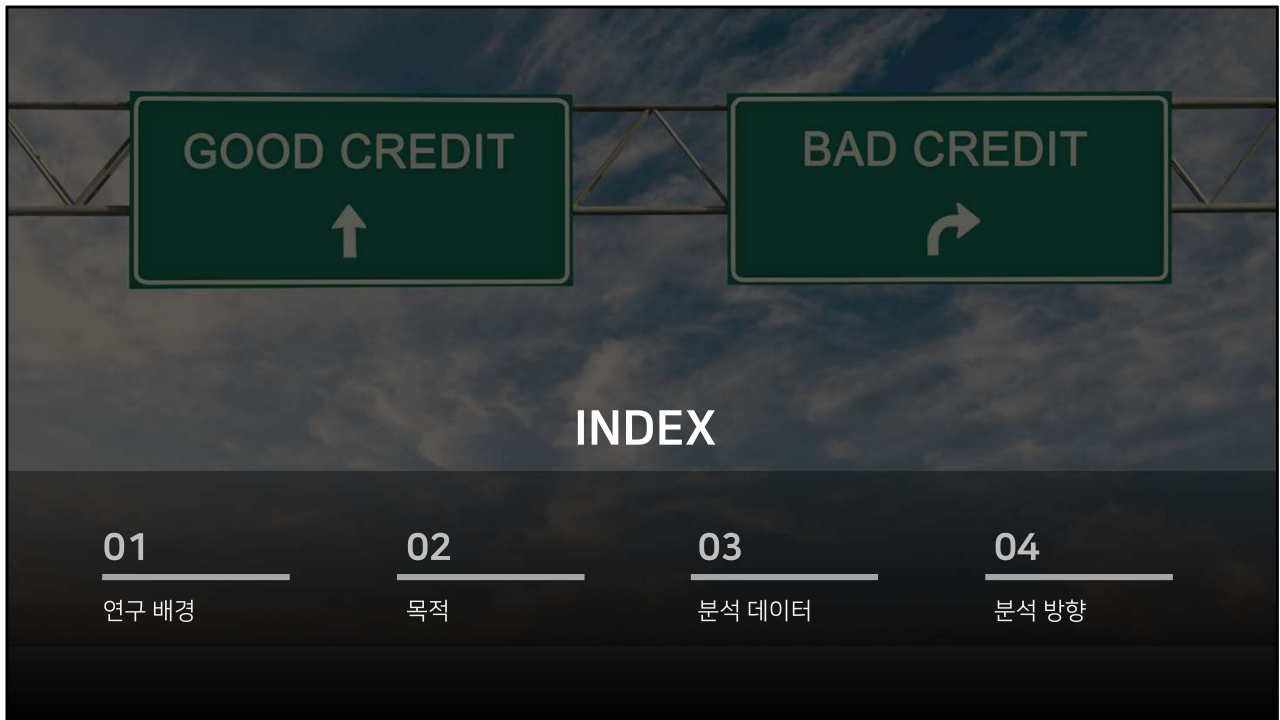 GOOD CREDIT
BAD CREDIT
INDEX
01
연구 배경
02
목적
03
분석 데이터
04
분석 방향